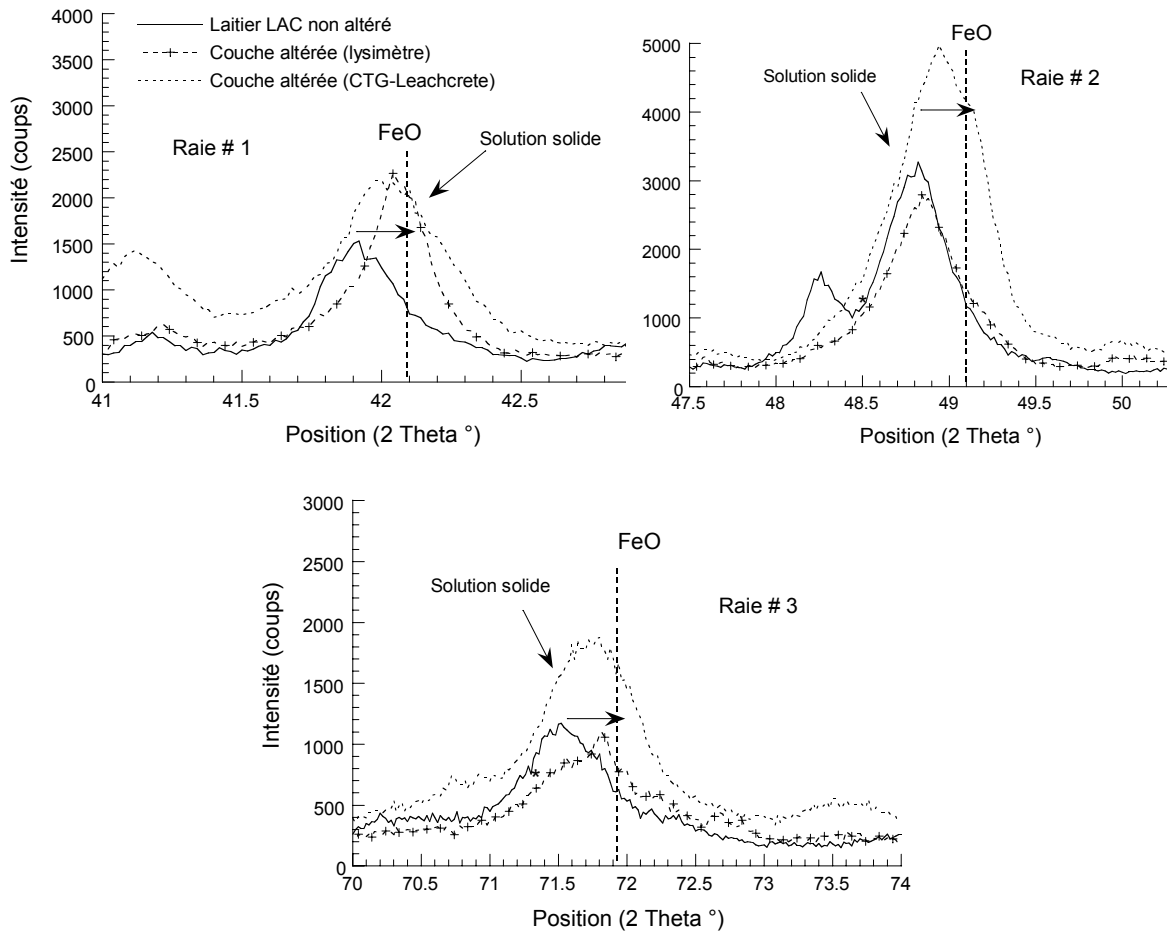 Laitier LAC non altéré
Couche altérée (lysimètre)
Couche altérée (CTG-Leachcrete)
Raie # 1
FeO
Solution solide
Intensité (coups)
4000
3500
3000
2500
2000
1500
1000
500
0
41
41.5
42
42.5
Position (2 Theta °)
FeO
Solution solide
Raie # 2
5000
4000
3000
2000
1000
0
47.5
48
48.5
49
49.5
50
Position (2 Theta °)
FeO
Solution solide
Raie # 3
Intensité (coups)
3000
2500
2000
1500
1000
500
0
70
70.5
71
71.5
72
72.5
73
73.5
74
Position (2 Theta °)